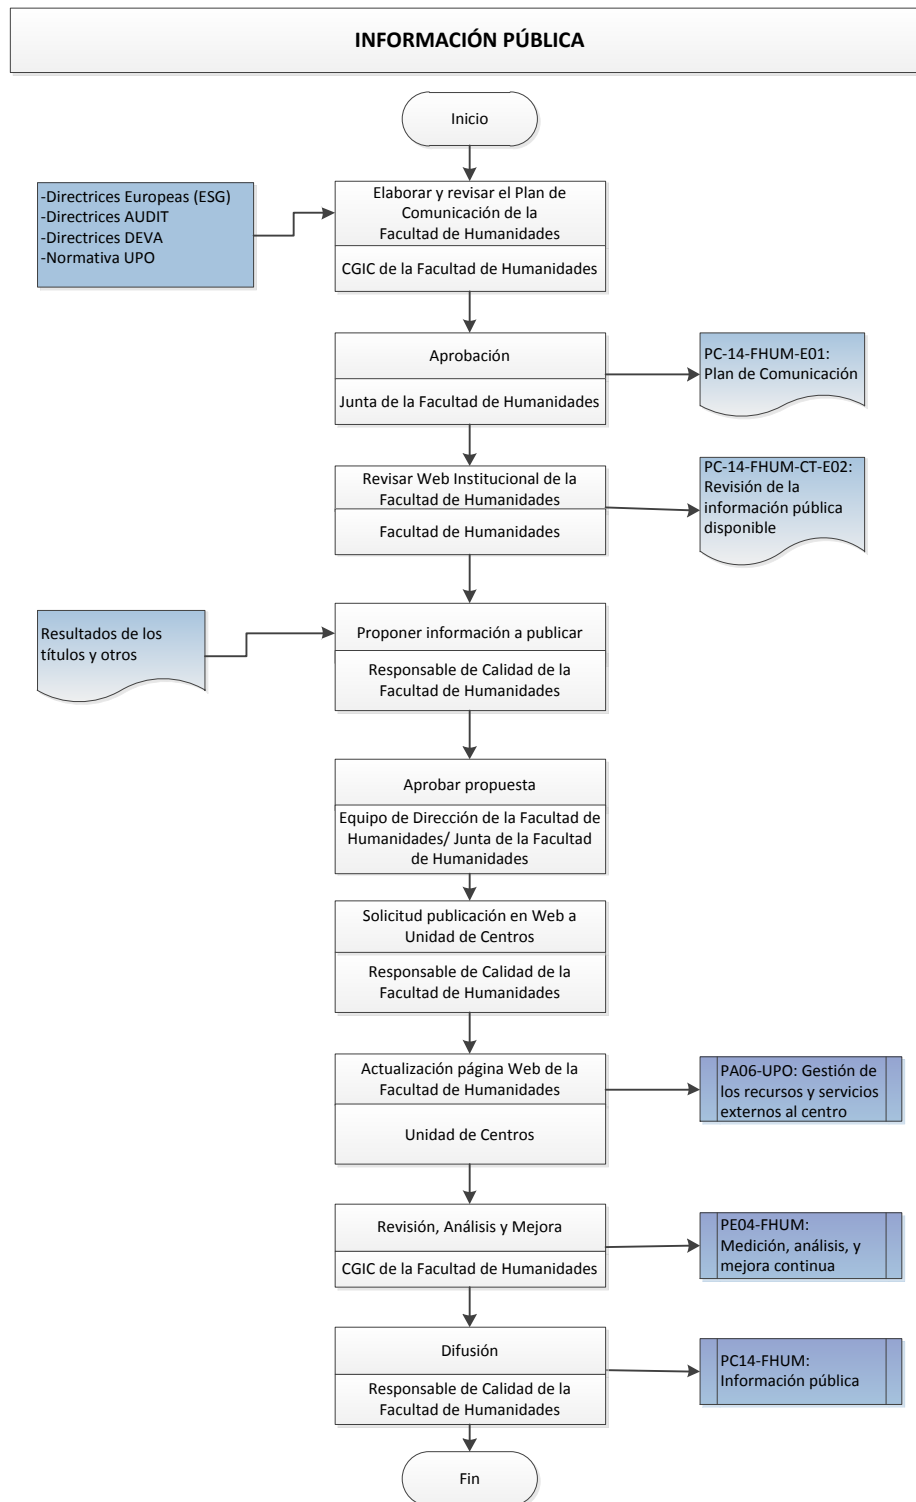 INFORMACIÓN PÚBLICA
Inicio
-Directrices Europeas (ESG)
-Directrices AUDIT
-Directrices DEVA
-Normativa UPO
Elaborar y revisar el Plan de
Comunicación de la
Facultad de Humanidades
CGIC de la Facultad de Humanidades
Aprobación
Junta de la Facultad de Humanidades
PC-14-FHUM-E01:
Plan de Comunicación
Revisar Web Institucional de la
Facultad de Humanidades
Facultad de Humanidades
PC-14-FHUM-CT-E02:
Revisión de la
información pública
disponible
Resultados de los
títulos y otros
Proponer información a publicar
Responsable de Calidad de la
Facultad de Humanidades
Aprobar propuesta
Equipo de Dirección de la Facultad de
Humanidades/ Junta de la Facultad
de Humanidades
Solicitud publicación en Web a
Unidad de Centros
Responsable de Calidad de la
Facultad de Humanidades
Actualización página Web de la
Facultad de Humanidades
Unidad de Centros
PA06-UPO: Gestión de
los recursos y servicios
externos al centro
Revisión, Análisis y Mejora
CGIC de la Facultad de Humanidades
PE04-FHUM:
Medición, análisis, y
mejora continua
Difusión
Responsable de Calidad de la
Facultad de Humanidades
PC14-FHUM:
Información pública
Fin